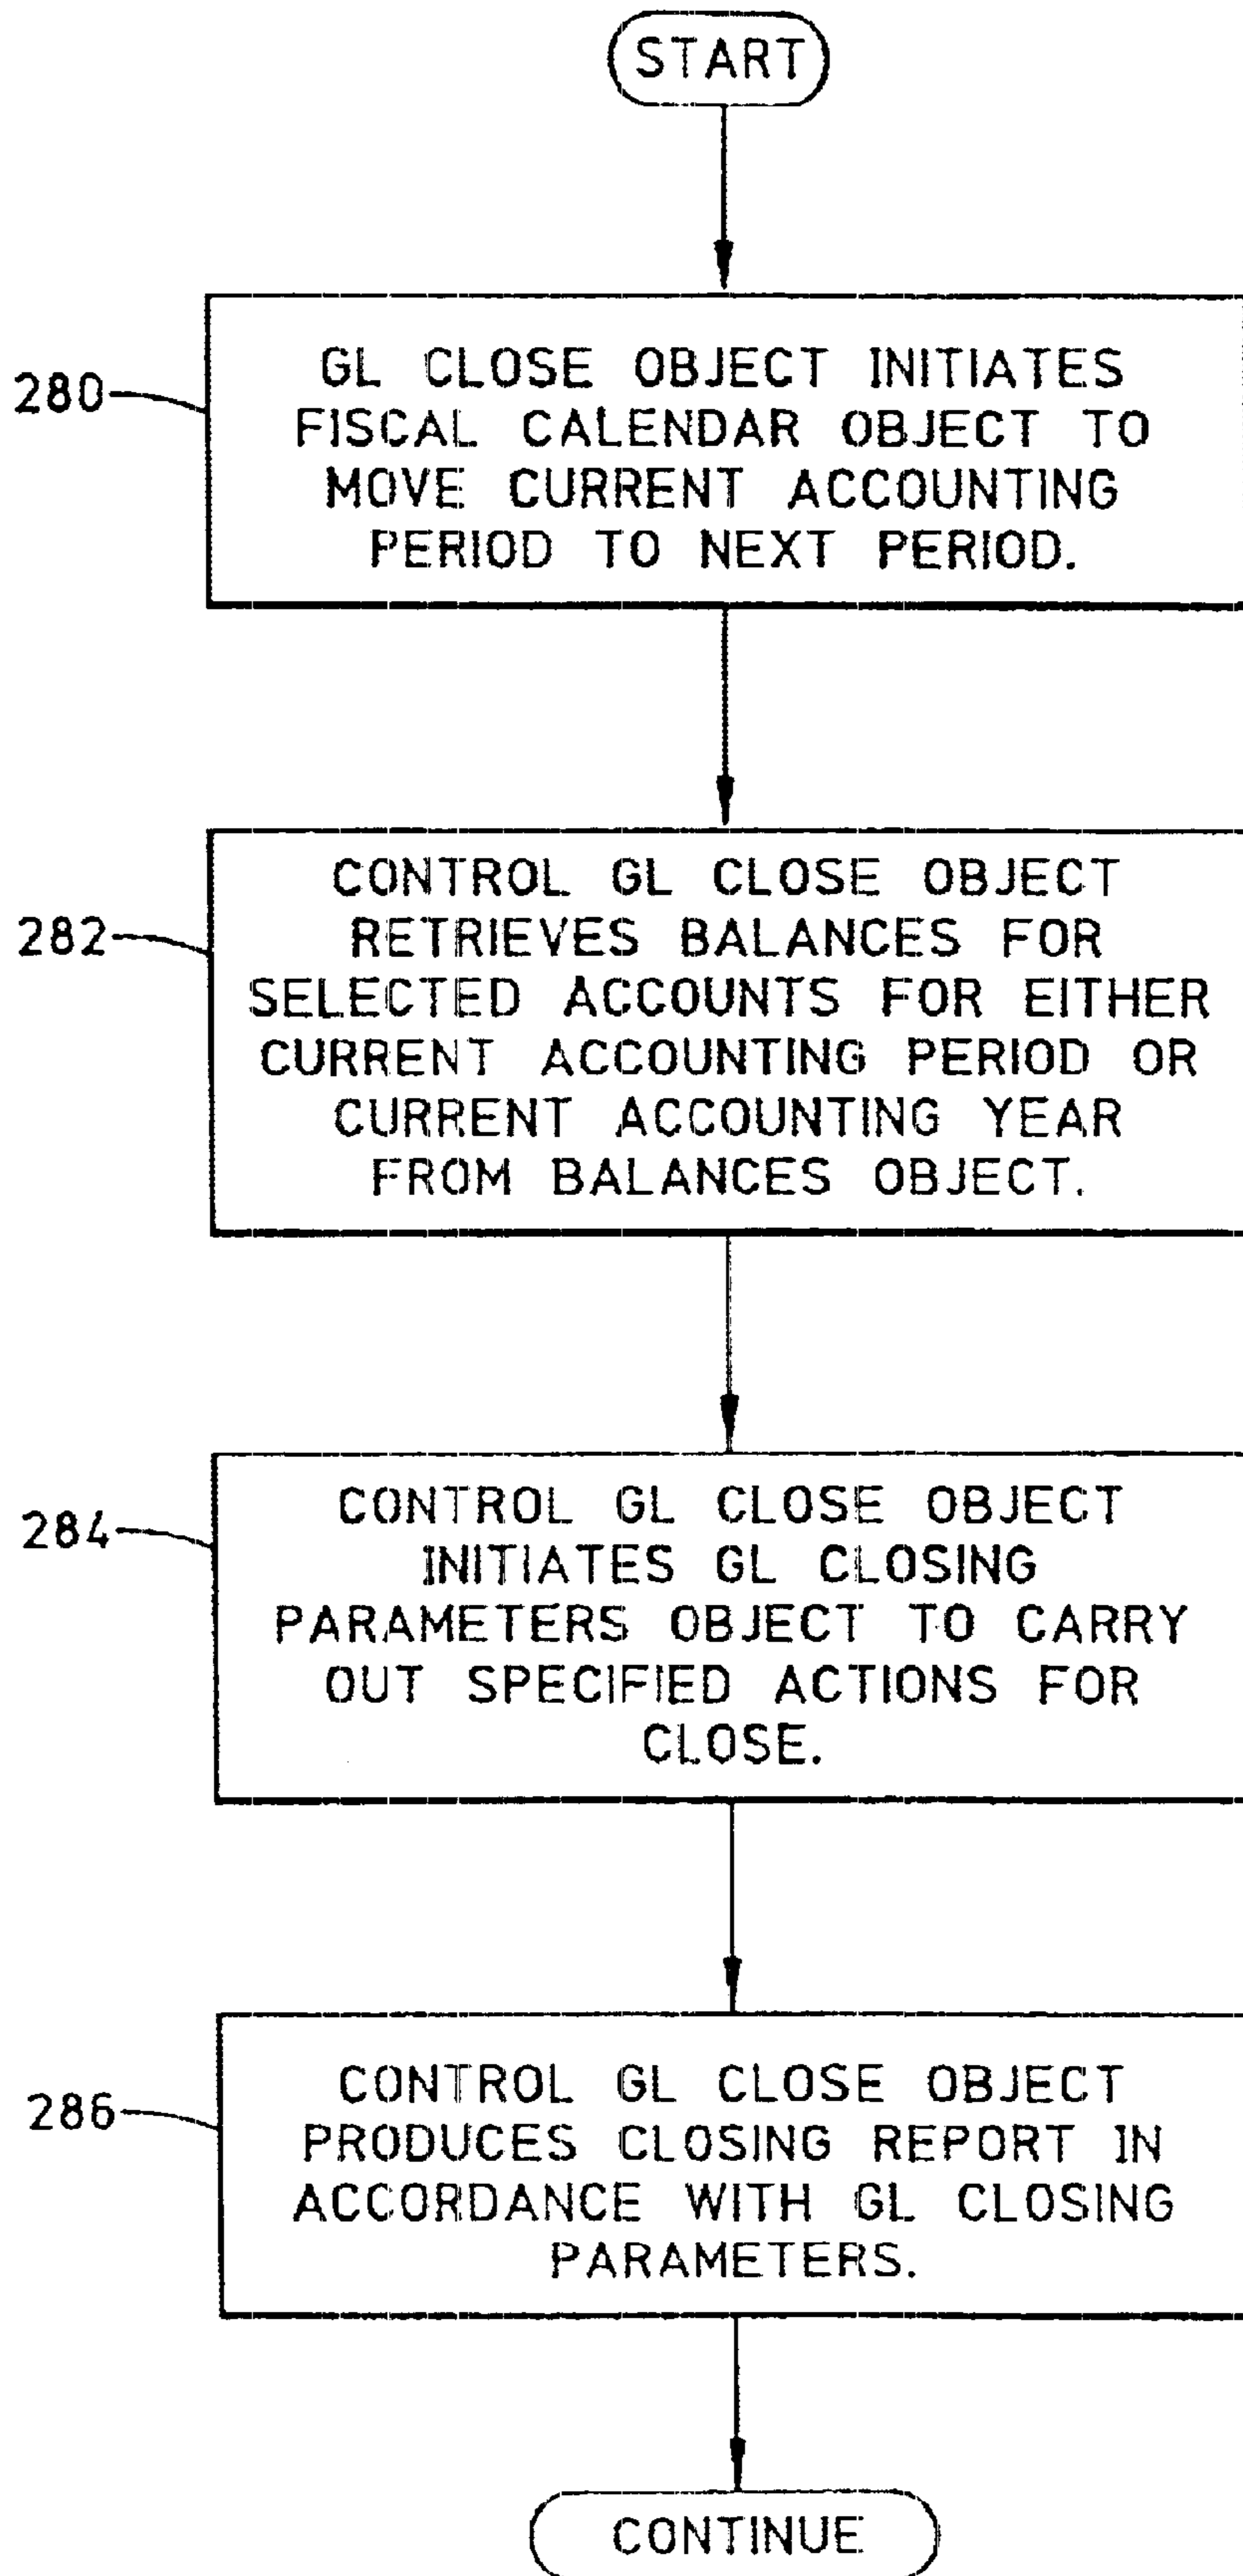 START
280
GL CLOSE OBJECT INITIATES
FISCAL CALENDAR OBJECT TO
MOVE CURRENT ACCOUNTING
PERIOD TO NEXT PERIOD.
282
CONTROL GL CLOSE OBJECT
RETRIEVES BALANCES FOR
SELECTED ACCOUNTS FOR EITHER
CURRENT ACCOUNTING PERIOD OR
CURRENT ACCOUNTING YEAR
FROM BALANCES OBJECT.
284
CONTROL GL CLOSE OBJECT
INITIATES GL CLOSING
PARAMETERS OBJECT TO CARRY
OUT SPECIFIED ACTIONS FOR
CLOSE.
286
CONTROL GL CLOSE OBJECT
PRODUCES CLOSING REPORT IN
ACCORDANCE WITH GL CLOSING
PARAMETERS.
CONTINUE